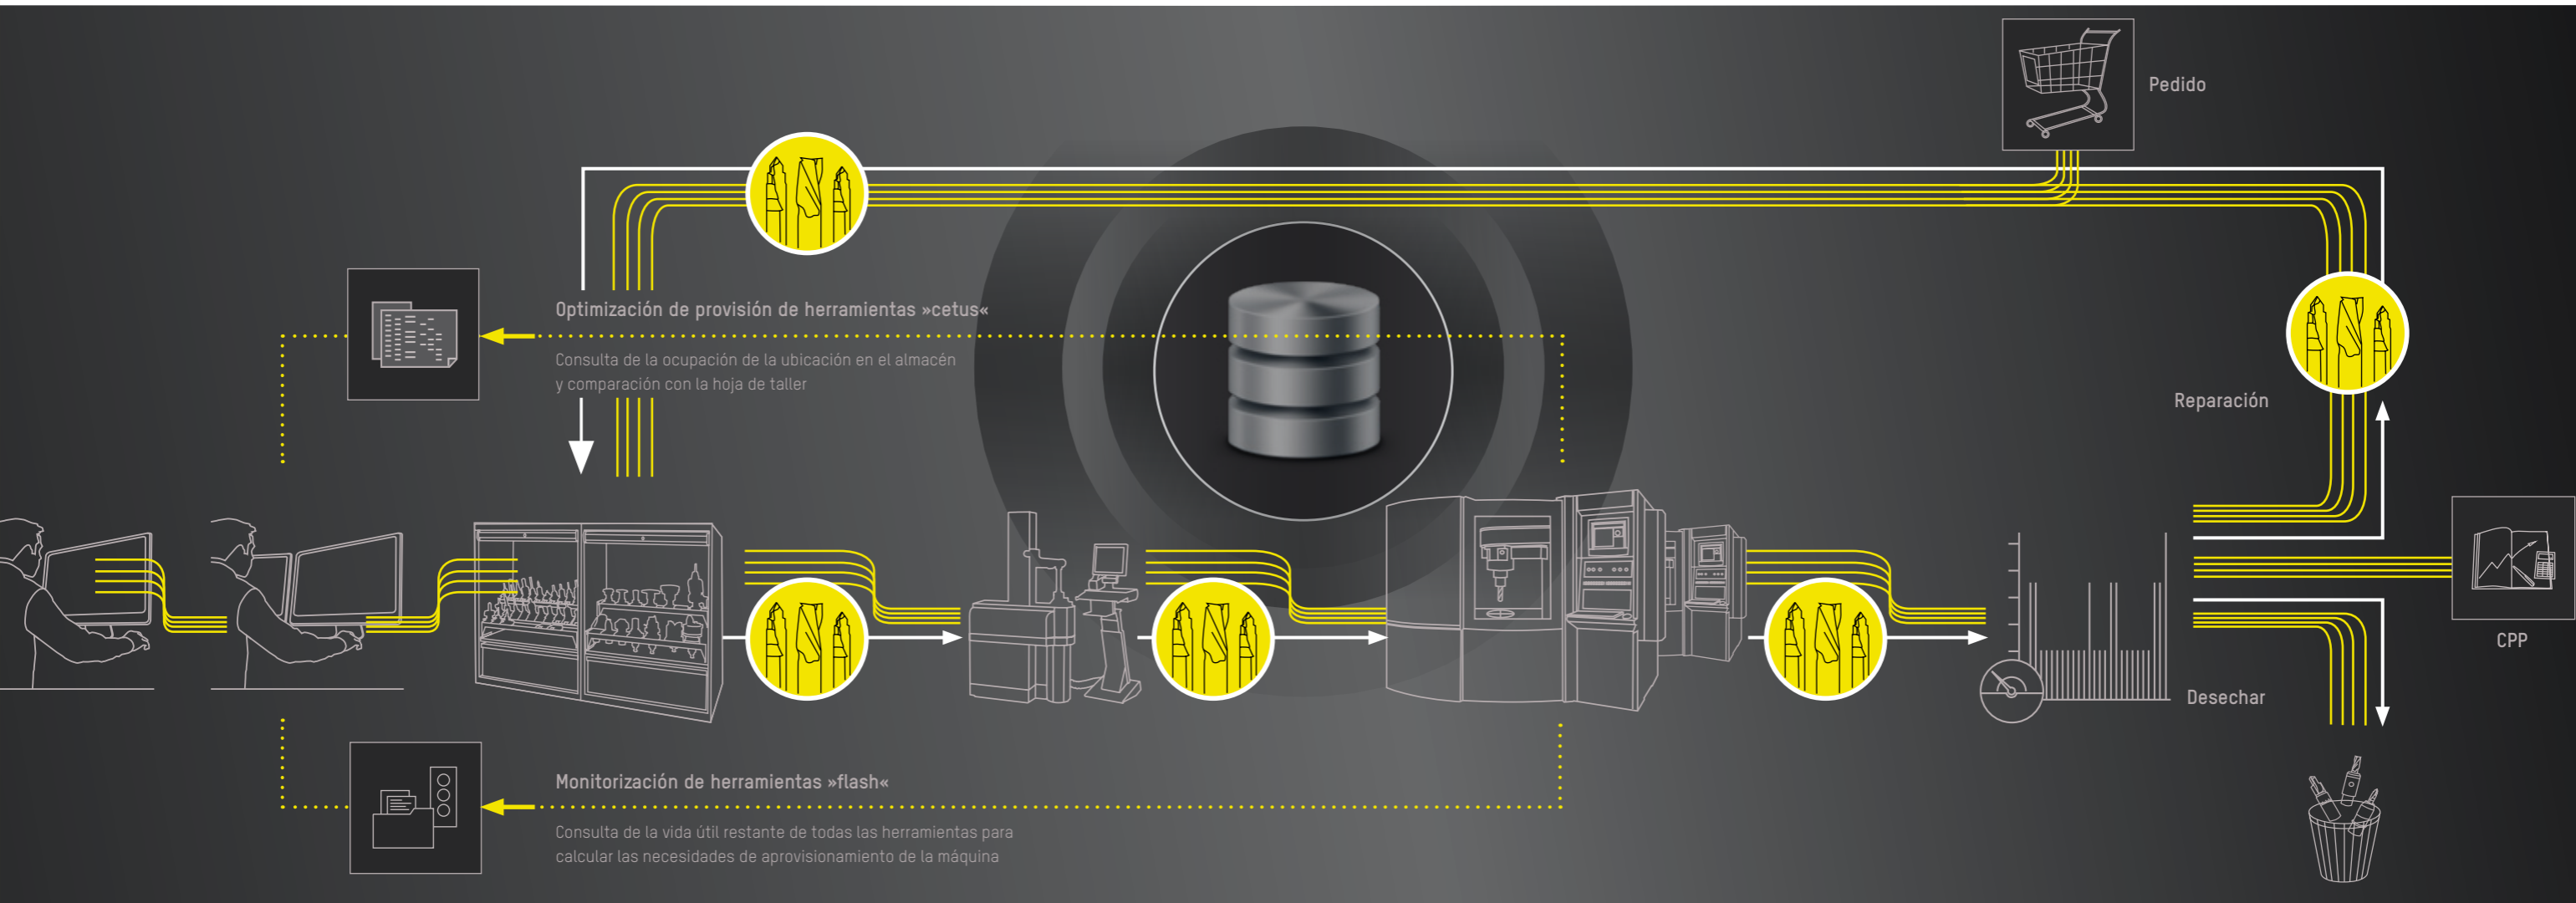 Pedido
Optimización de provisión de herramientas »cetus«
Consulta de la ocupación de la ubicación en el almacén
y comparación con la hoja de taller
Reparación
CPP
Desechar
Monitorización de herramientas »flash«
Consulta de la vida útil restante de todas las herramientas para
calcular las necesidades de aprovisionamiento de la máquina